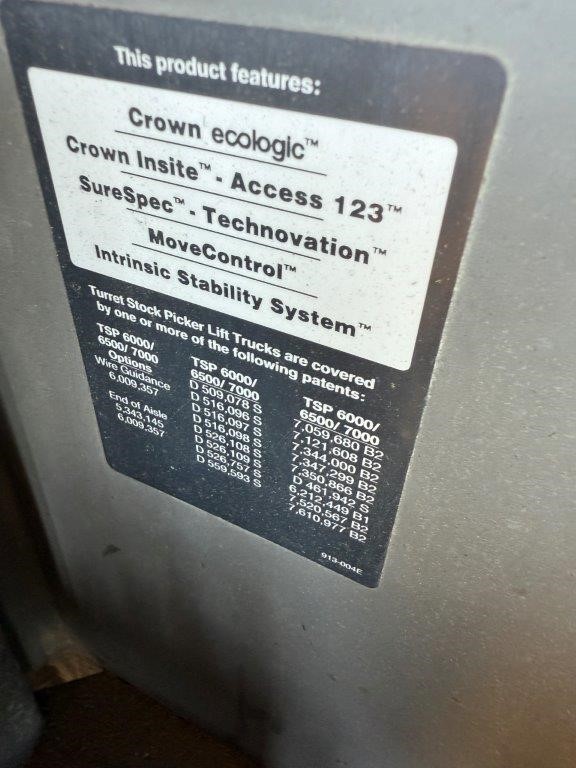 This product features:
Crown ecologic™
Crown Insite™ - Access 123™
SureSpec™ - Technovation™
MoveControl™
Intrinsic Stability System™
Turret Stock Picker Lift Trucks are covered
by one or more of the following patents:
TSP 6000/
6500/ 7000
Options
Wire Guidance
6,009,357
End of Aisle
5,343,145
6,009,357
TSP 6000/
6500/ 7000
D 509,078 S
D 516,096 S
D 516,097 S
D 516,098 S
D 526,108 S
D 526,109 S
D 526,757 S
D 559,593 S
TSP 6000/
6500/ 7000
7,059,680 B2
7,121,608 B2
7,344,000 B2
7,347,299 B2
7,350,866 B2
D 461,942 S
6,212,449 B1
7,520,567 B2
7,610,977 B2
913-004E